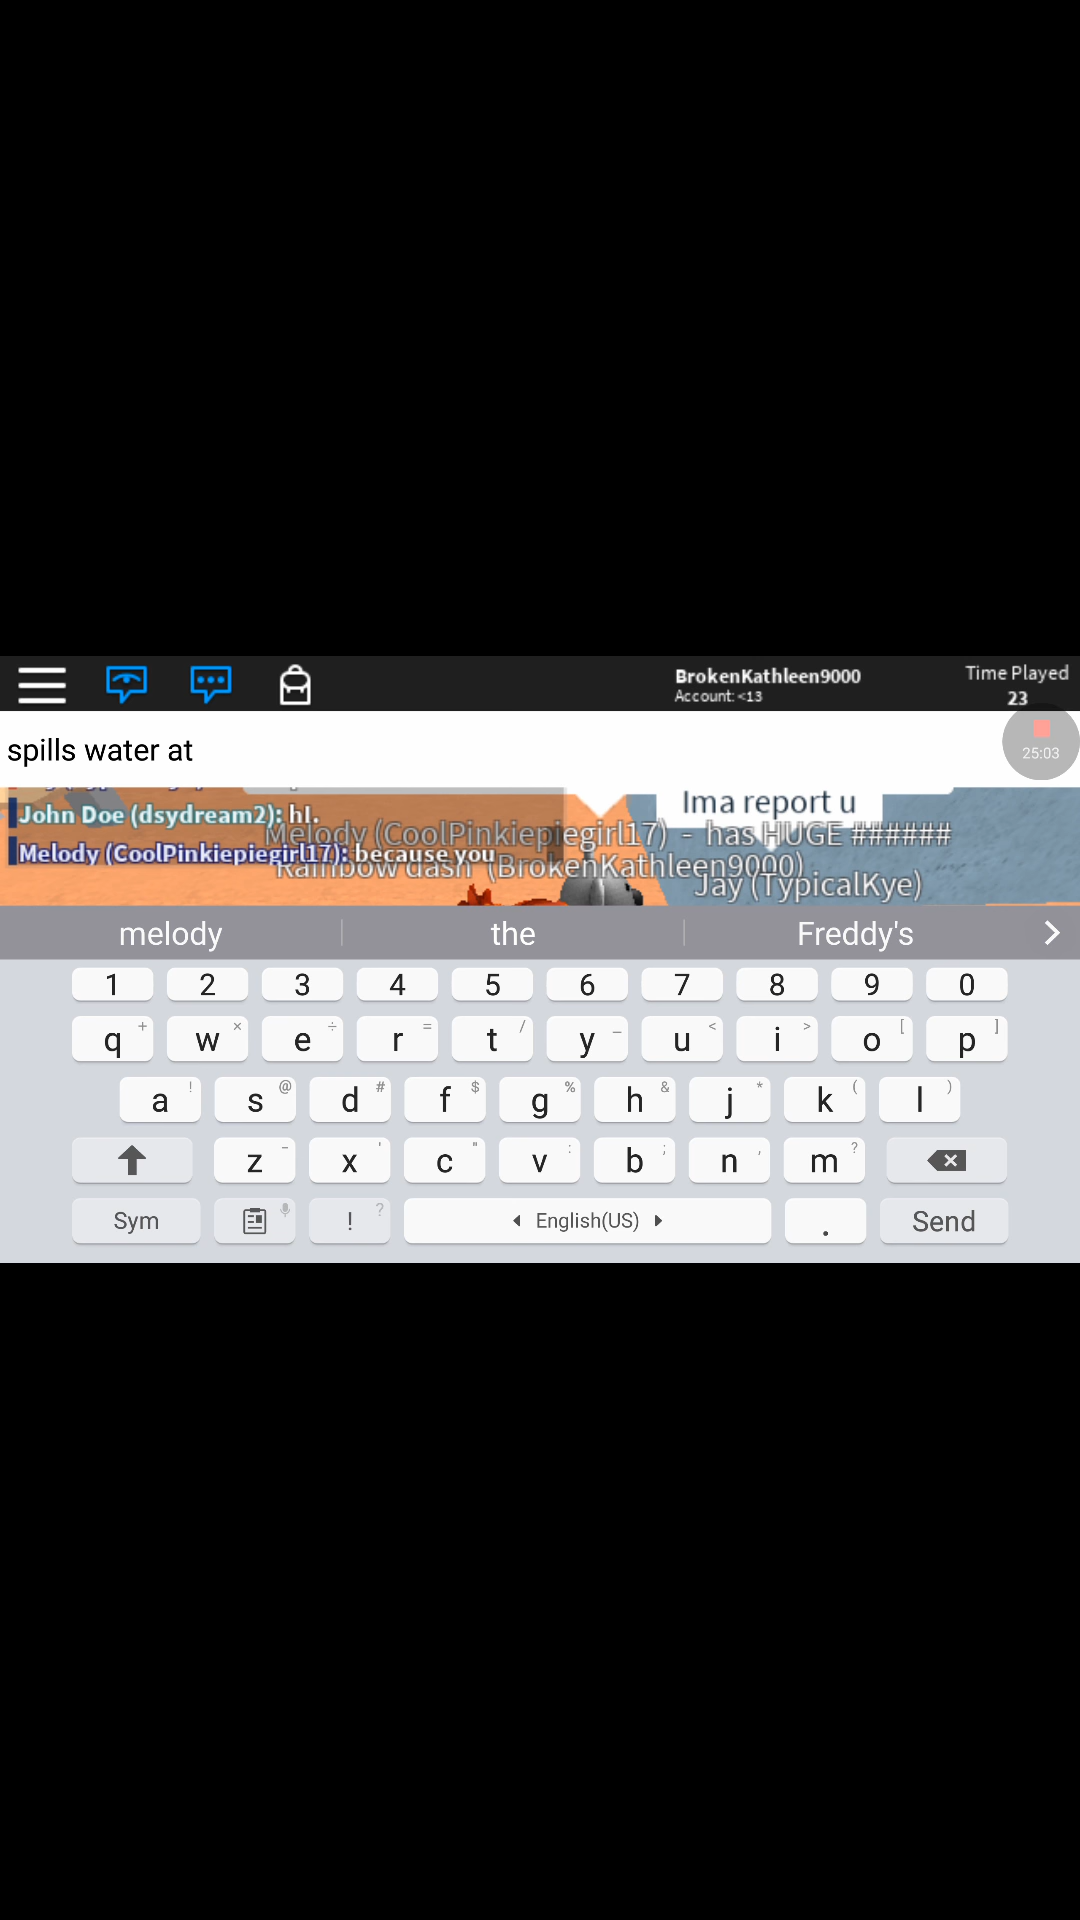 BrokenKathleen9000
Account: <13
Time Played
23
25:03
spills water at
John Doe (dsydream2): hI.
Melody (CoolPinkiepiegirl17): because you
Ima report u
Melody (CoolPinkiepiegirl17) - has HUGE ######
Rainbow dash (BrokenKathleen9000)
Jay (TypicalKye)
melody the Freddy's
1 2 3 4 5 6 7 8 9 0
q + w × e ÷ r = t / y _ u < i > o [ p ]
a ! s @ d # f $ g % h & j * k ( l )
z - x ' c " v : b ; n , m ?
Sym ! ? English(US) . Send